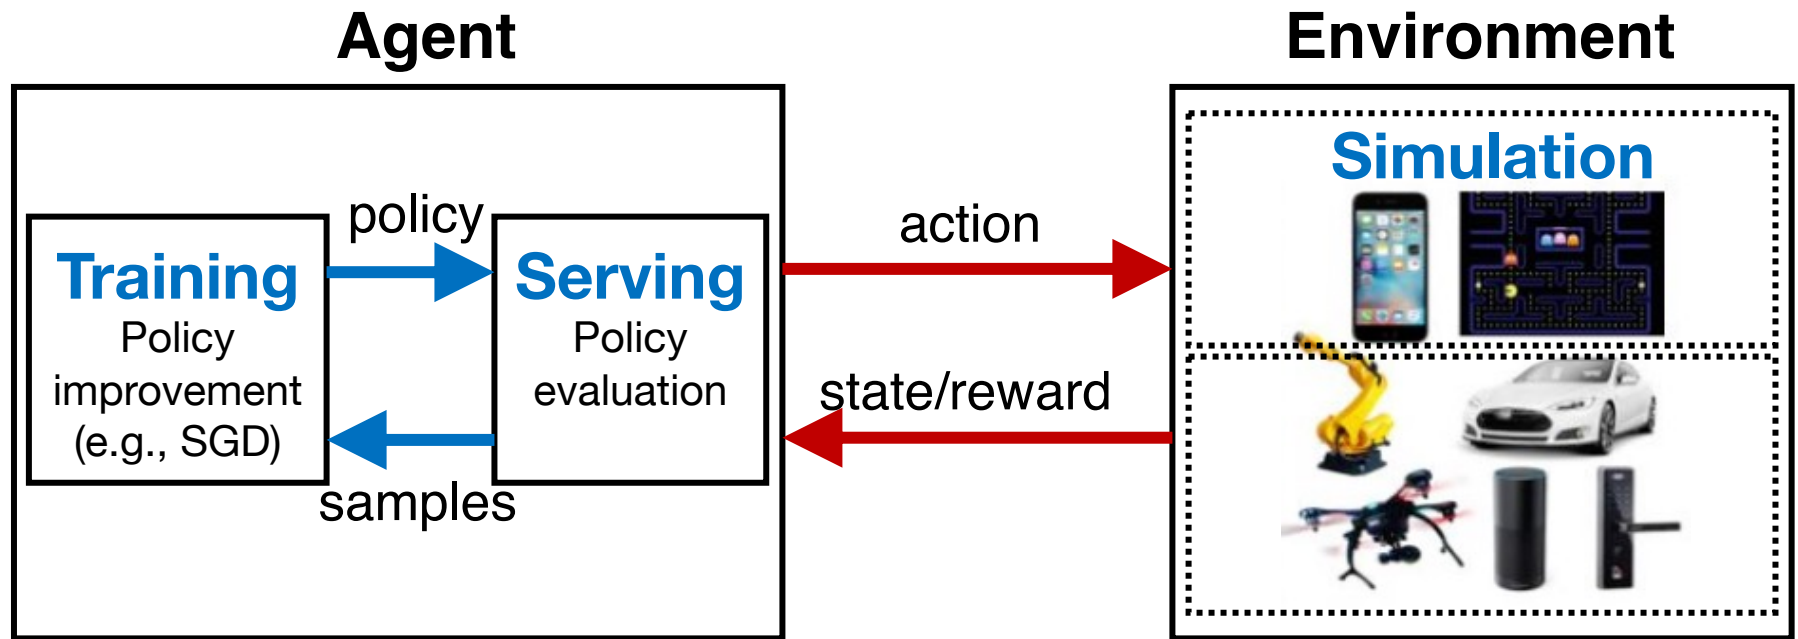 Agent
Environment
Simulation
policy
action
Training
Policy
improvement
(e.g., SGD)
Serving
Policy
evaluation
state/reward
samples